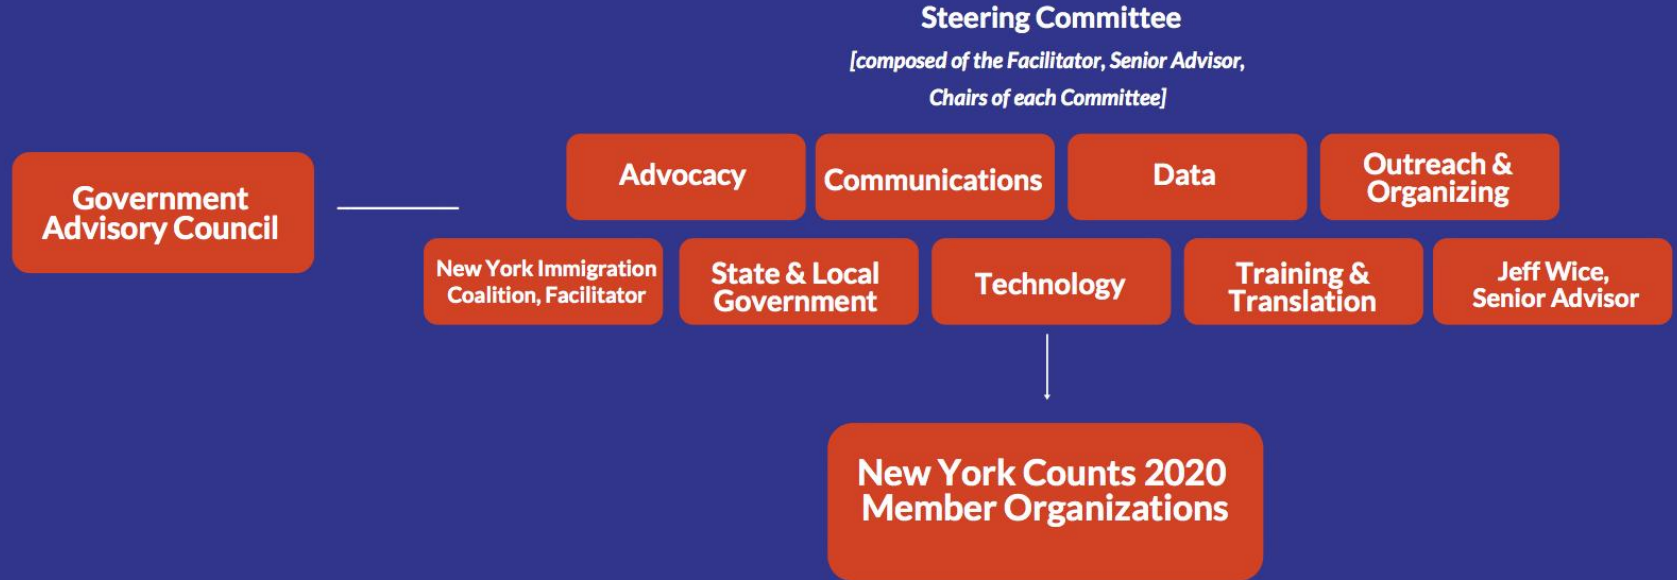 Steering Committee
[composed of the Facilitator, Senior Advisor,
Chairs of each Committee]
Government
Advisory Council
Advocacy
Communications
Data
Outreach &
Organizing
New York Immigration
Coalition, Facilitator
State & Local
Government
Technology
Training &
Translation
Jeff Wice,
Senior Advisor
New York Counts 2020
Member Organizations